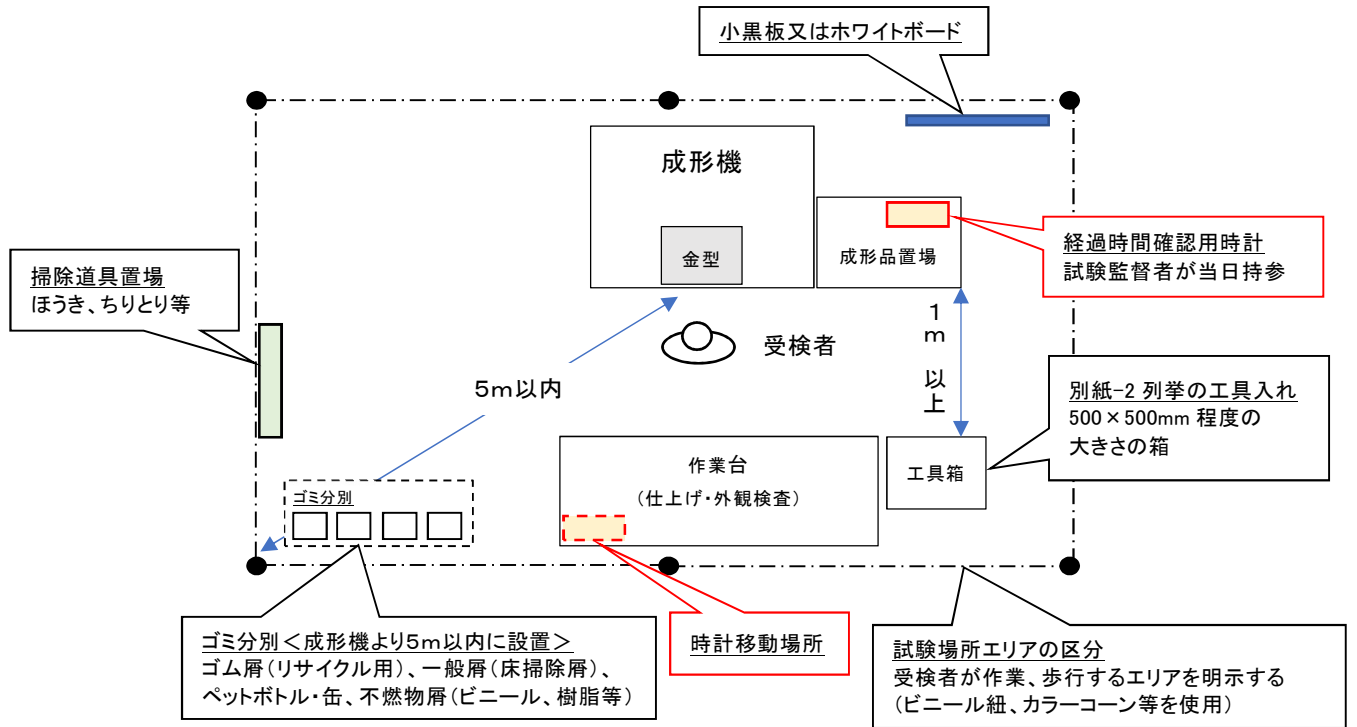 小黒板又はホワイトボード
成形機
金型
成形品置場
経過時間確認用時計
試験監督者が当日持参
掃除道具置場
ほうき、ちりとり等
受検者
1m 以上
5m以内
別紙-2 列挙の工具入れ
500×500mm 程度の
大きさの箱
作業台
(仕上げ・外観検査)
工具箱
ゴミ分別
ゴミ分別<成形機より5m以内に設置>
ゴム屑(リサイクル用)、一般屑(床掃除屑)、
ペットボトル・缶、不燃物屑(ビニール、樹脂等)
時計移動場所
試験場所エリアの区分
受検者が作業、歩行するエリアを明示する
(ビニール紐、カラーコーン等を使用)